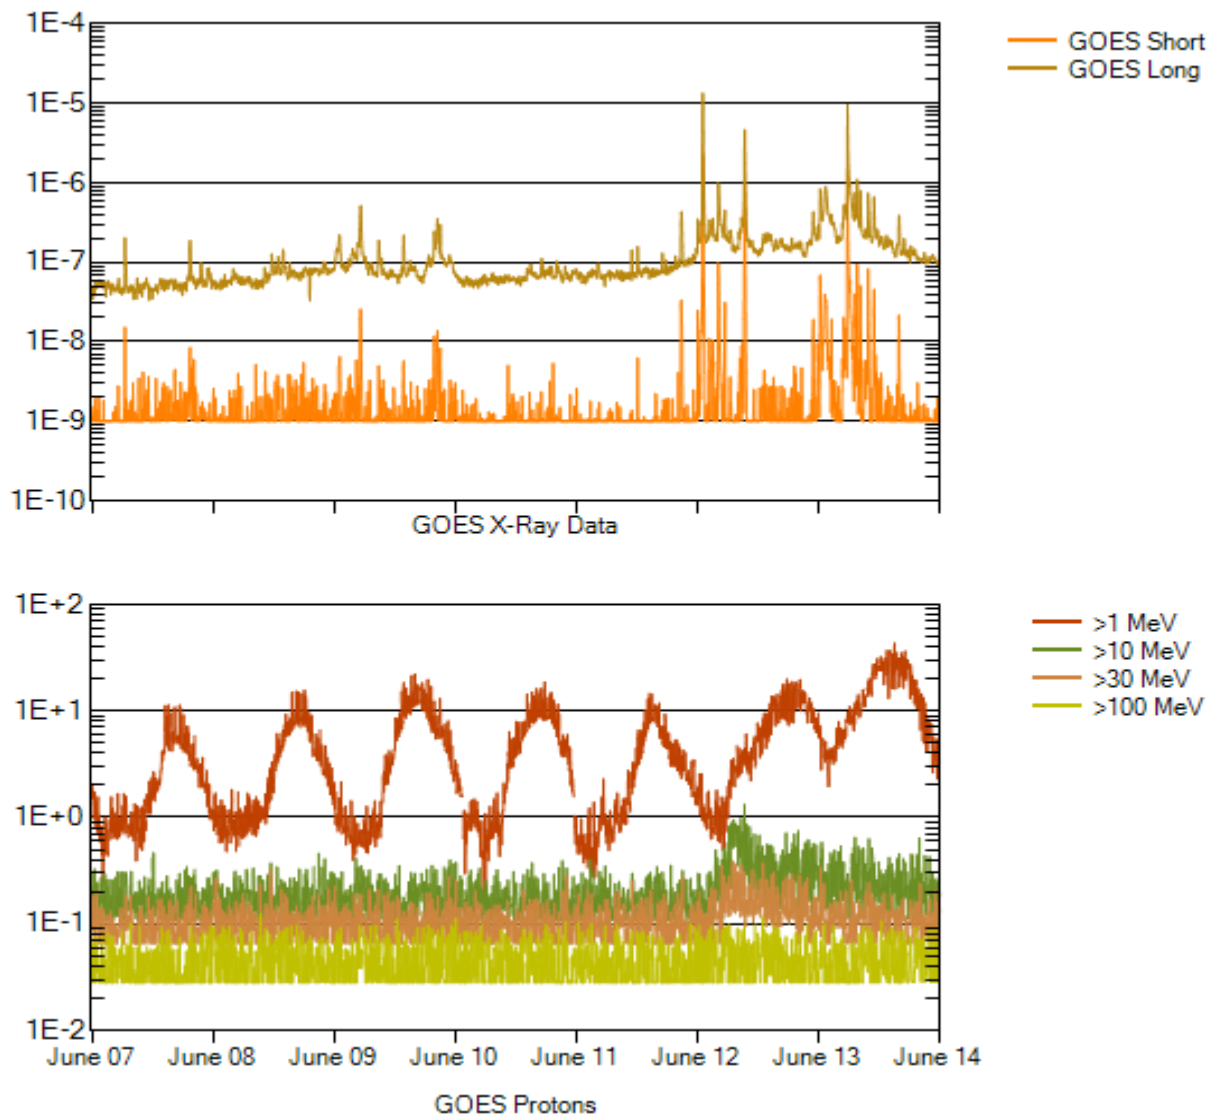 1E-4
1E-5
1E-6
1E-7
1E-8
1E-9
1E-10
GOES Short
GOES Long
GOES X-Ray Data
1E+2
1E+1
1E+0
1E-1
1E-2
>1 MeV
>10 MeV
>30 MeV
>100 MeV
June 07 June 08 June 09 June 10 June 11 June 12 June 13 June 14
GOES Protons